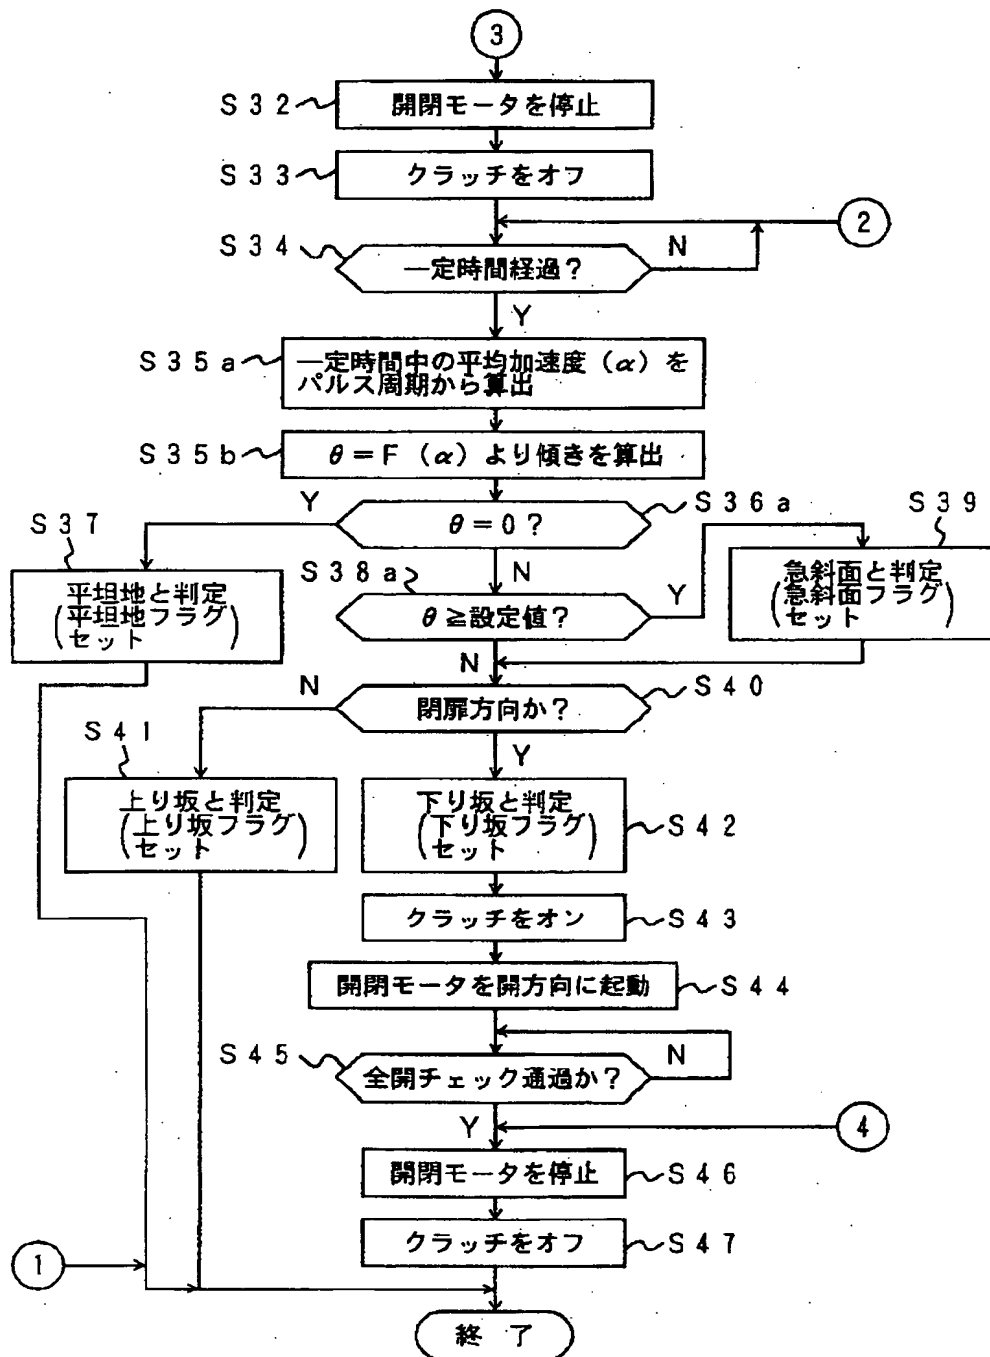 3
S32
開閉モータを停止
S33
クラッチをオフ
2
S34
一定時間経過?
N
Y
S35a
一定時間中の平均加速度(α)を
パルス周期から算出
S35b
θ=F(α)より傾きを算出
Y
S36a
θ=0?
S37
S39
平坦地と判定
(平坦地フラグ)
セット
N
S38a
θ≧設定値?
Y
急斜面と判定
(急斜面フラグ)
セット
N
S40
閉扉方向か?
N
Y
S41
上り坂と判定
(上り坂フラグ)
セット
下り坂と判定
(下り坂フラグ)
セット
S42
クラッチをオン
S43
開閉モータを開方向に起動
S44
S45
全開チェック通過か?
N
Y
4
開閉モータを停止
S46
クラッチをオフ
S47
1
終了